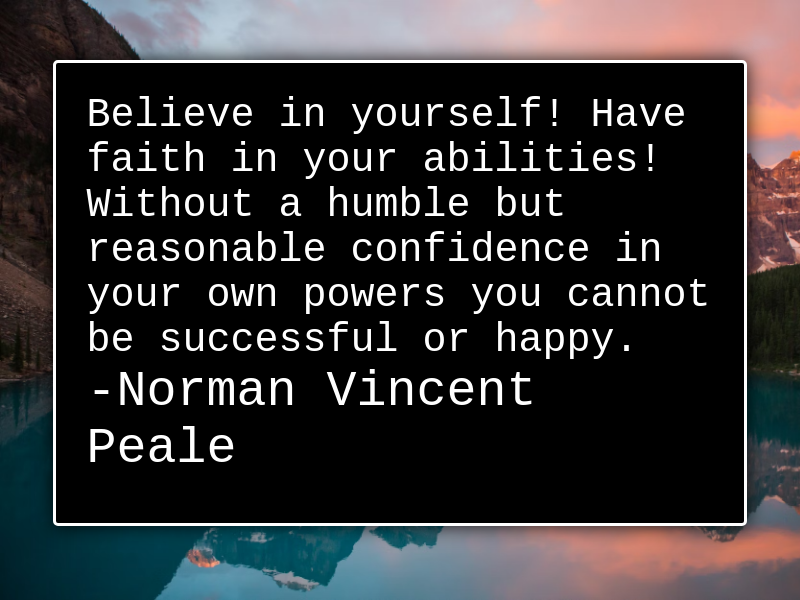 Believe in yourself! Have
faith in your abilities!
Without a humble but
reasonable confidence in
your own powers you cannot
be successful or happy.
-Norman Vincent
Peale